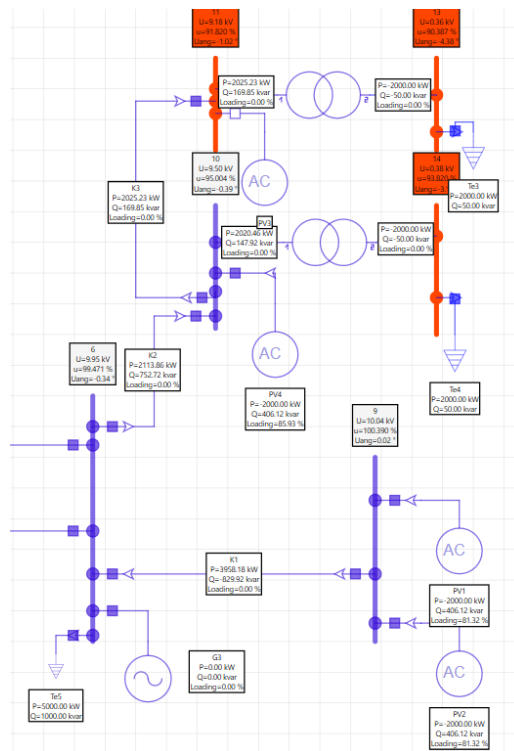 11
U=9.18 kV
u=91.820 %
Uang=-1.02 °
13
U=0.36 kV
u=90.387 %
Uang=-4.38 °
P=2025.23 kW
Q=169.85 kvar
Loading=0.00 %
1
2
P=-2000.00 kW
Q=-50.00 kvar
Loading=0.00 %
10
U=9.50 kV
u=95.004 %
Uang=-0.39 °
AC
14
U=0.38 kV
u=93.820 %
Uang=-3.
K3
P=2025.23 kW
Q=169.85 kvar
Loading=0.00 %
Te3
P=2000.00 kW
Q=50.00 kvar
PV3
P=2020.46 kW
Q=147.92 kvar
Loading=0.00 %
1
2
P=-2000.00 kW
Q=-50.00 kvar
Loading=0.00 %
6
U=9.95 kV
u=99.471 %
Uang=-0.34 °
K2
P=2113.86 kW
Q=752.72 kvar
Loading=0.00 %
AC
PV4
P=-2000.00 kW
Q=406.12 kvar
Loading=85.93 %
Te4
P=2000.00 kW
Q=50.00 kvar
9
U=10.04 kV
u=100.390 %
Uang=0.02 °
AC
K1
P=3958.18 kW
Q=-829.92 kvar
Loading=0.00 %
PV1
P=-2000.00 kW
Q=406.12 kvar
Loading=81.32 %
AC
G3
P=0.00 kW
Q=0.00 kvar
Loading=0.00 %
Te5
P=5000.00 kW
Q=1000.00 kvar
PV2
P=-2000.00 kW
Q=406.12 kvar
Loading=81.32 %